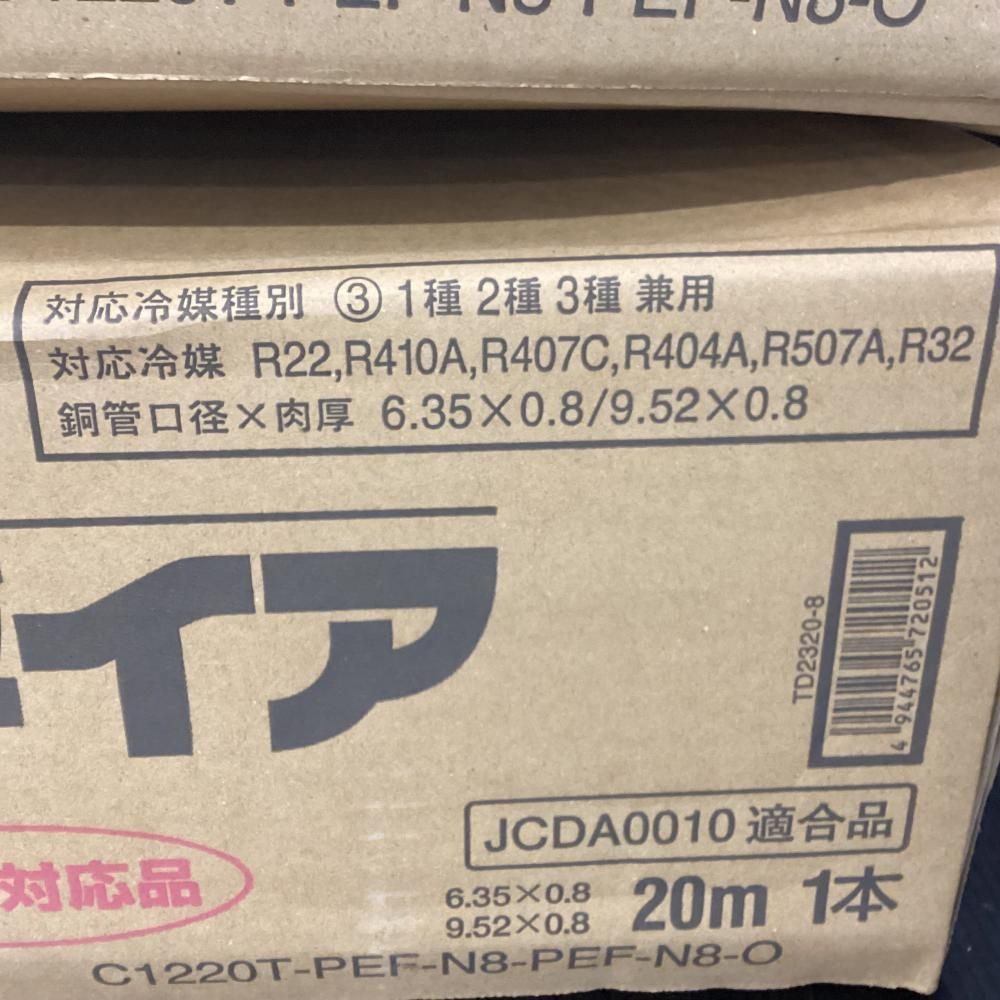 PEF-N8-O
対応冷媒種別 ③ 1種 2種 3種 兼用
対応冷媒 R22,R410A,R407C,R404A,R507A,R32
銅管口径×肉厚 6.35×0.8/9.52×0.8
イア
TD2320-8
4 944765 720512
JCDA0010 適合品
対応品
6.35×0.8
9.52×0.8
20m 1本
C1220T-PEF-N8-PEF-N8-O